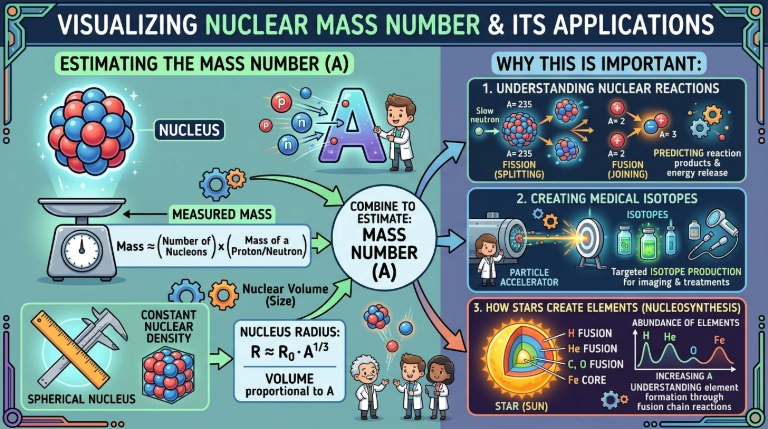 VISUALIZING NUCLEAR MASS NUMBER & ITS APPLICATIONS
ESTIMATING THE MASS NUMBER (A)
NUCLEUS
p
n
p
n
A
MEASURED MASS
Mass ≈ (Number of Nucleons) × (Mass of a Proton/Neutron)
COMBINE TO
ESTIMATE:
MASS
NUMBER
(A)
Nuclear Volume
(Size)
CONSTANT
NUCLEAR
DENSITY
SPHERICAL NUCLEUS
NUCLEUS RADIUS:
R ≈ R₀ · A^1/3
VOLUME
proportional to A
WHY THIS IS IMPORTANT:
1. UNDERSTANDING NUCLEAR REACTIONS
Slow
neutron
A= 235
A= 235
FISSION
(SPLITTING)
A= 2
A= 2
A= 3
FUSION
(JOINING)
PREDICTING reaction
products &
energy release
2. CREATING MEDICAL ISOTOPES
PARTICLE
ACCELERATOR
ISOTOPES
Targeted ISOTOPE PRODUCTION
for imaging & treatments
3. HOW STARS CREATE ELEMENTS (NUCLEOSYNTHESIS)
H FUSION
He FUSION
C, O FUSION
Fe CORE
STAR (SUN)
ABUNDANCE OF ELEMENTS
H He O Fe
INCREASING A
UNDERSTANDING element
formation through
fusion chain reactions